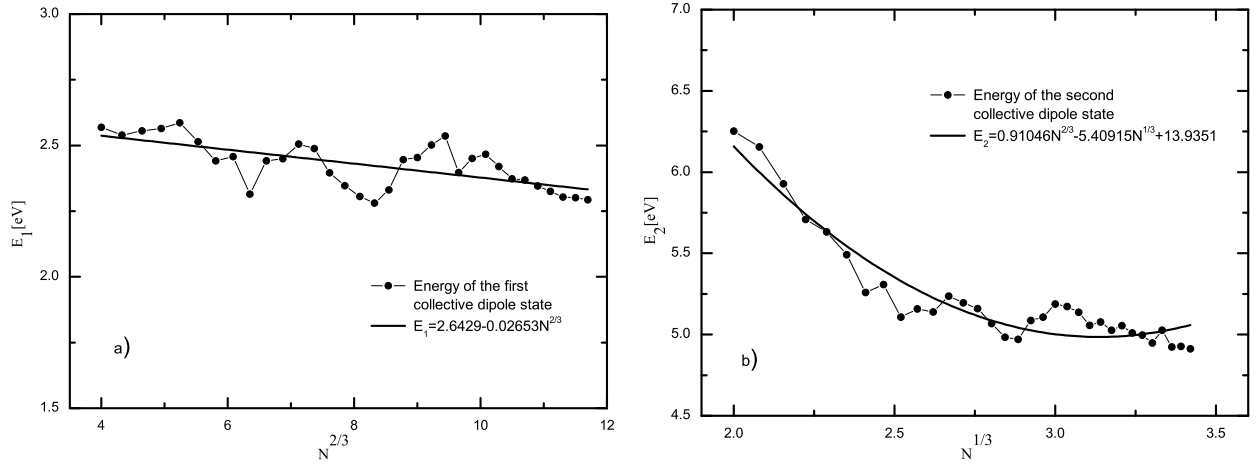 3.0
2.5
2.0
1.5
E1[eV]
4
6
8
10
12
N2/3
Energy of the first
collective dipole state
E1=2.6429-0.02653N2/3
a)
7.0
6.5
6.0
5.5
5.0
4.5
E2[eV]
2.0
2.5
3.0
3.5
N1/3
Energy of the second
collective dipole state
E2=0.91046N2/3-5.40915N1/3+13.9351
b)